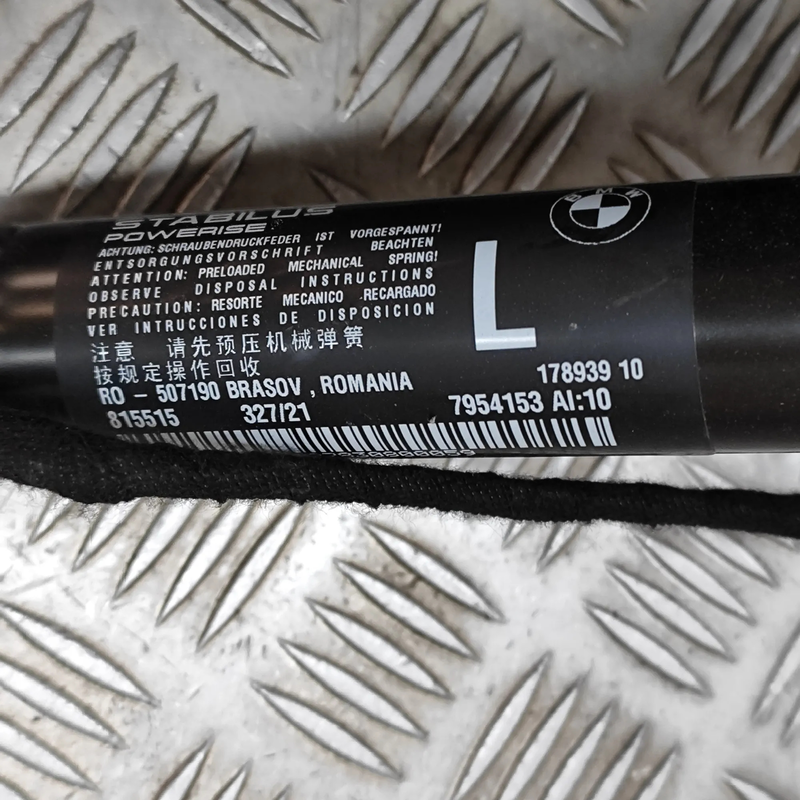 STABILUS
POWERISE
BMW
ACHTUNG: SCHRAUBENDRUCKFEDER IST VORGESPANNT!
ENTSORGUNGSVORSCHRIFT BEACHTEN
ATTENTION: PRELOADED MECHANICAL SPRING!
OBSERVE DISPOSAL INSTRUCTIONS
PRECAUTION: RESORTE MECANICO RECARGADO
VER INTRUCCIONES DE DISPOSICION
L
注意 请先预压机械弹簧
按规定操作回收
RO - 507190 BRASOV , ROMANIA
178939 10
815515 327/21 7954153 AI:10